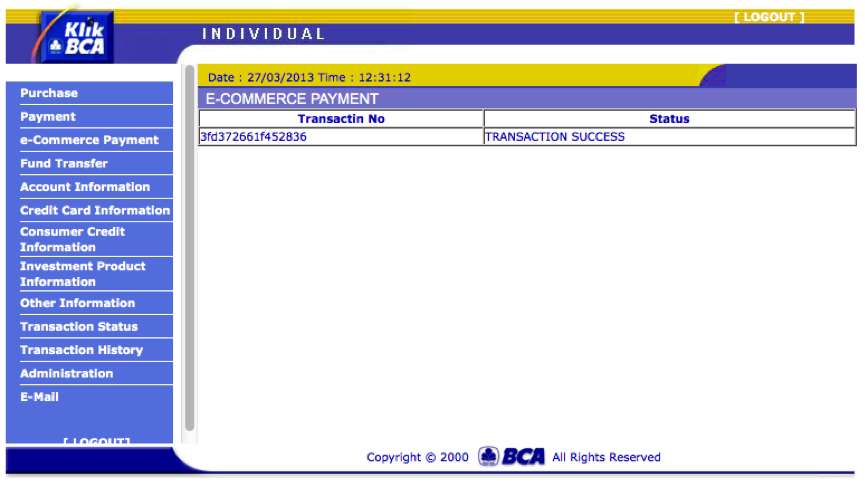 [ LOGOUT ]
Klik
BCA
INDIVIDUAL
Date : 27/03/2013 Time : 12:31:12
Purchase
Payment
e-Commerce Payment
Fund Transfer
Account Information
Credit Card Information
Consumer Credit
Information
Investment Product
Information
Other Information
Transaction Status
Transaction History
Administration
E-Mail
[ LOGOUT]
E-COMMERCE PAYMENT
Transactin No Status
3fd372661f452836 TRANSACTION SUCCESS
Copyright © 2000 BCA All Rights Reserved